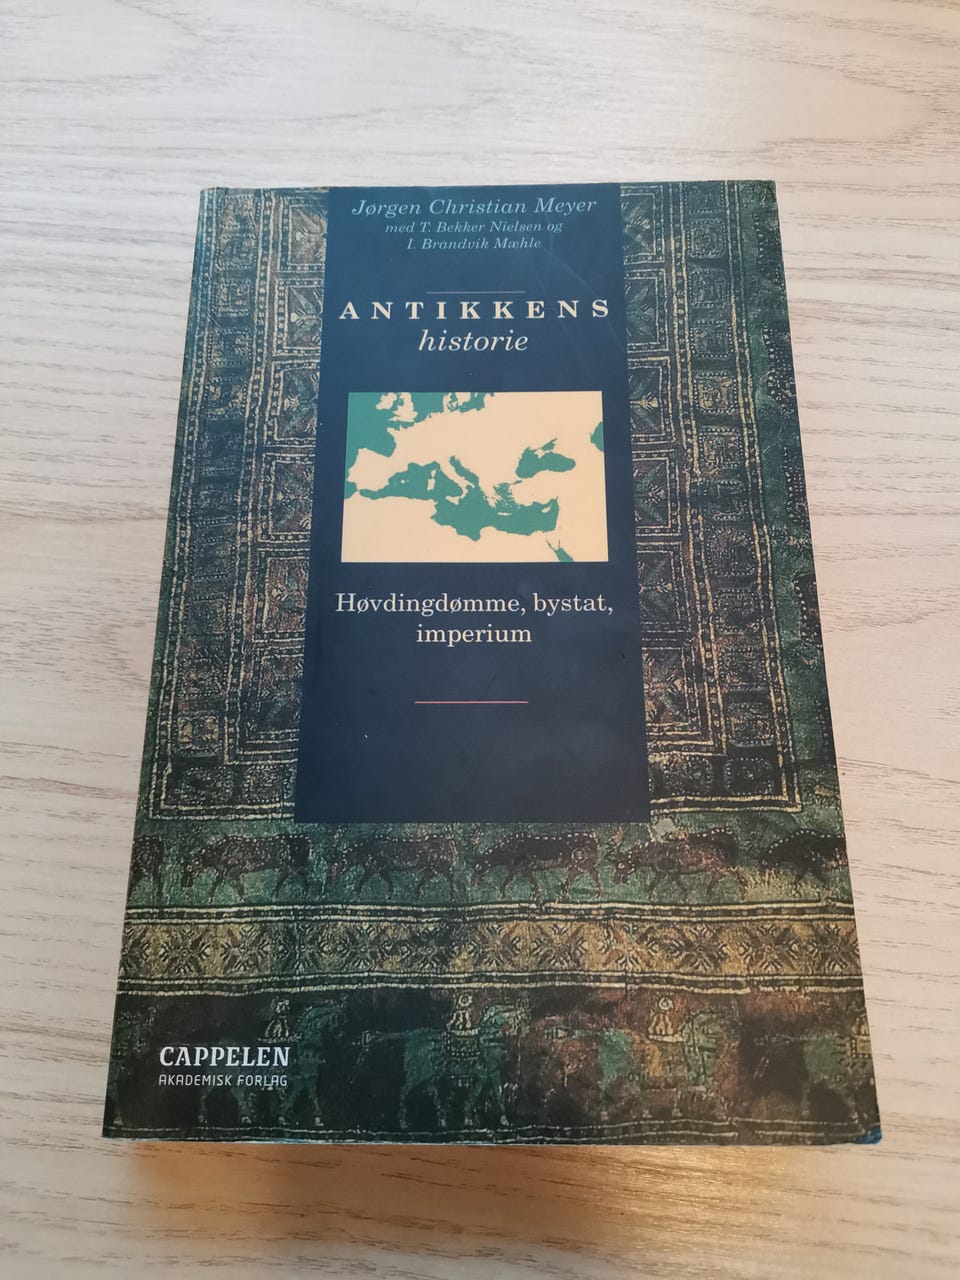 Jørgen Christian Meyer
med T. Bekker Nielsen og
I. Brandvik Mæhle
ANTIKKENS
historie
Høvdingdømme, bystat,
imperium
CAPPELEN
AKADEMISK FORLAG